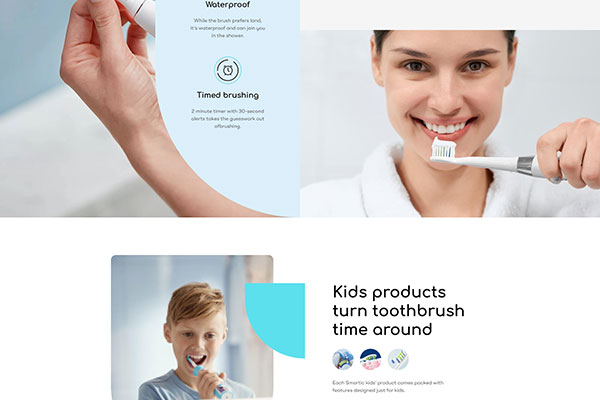 Waterproof
While the brush prefers land,
it's waterproof and can join you
in the shower.
Timed brushing
2 minute timer with 30-second
alerts takes the guesswork out
ofbrushing.
Kids products
turn toothbrush
time around
Each Smartic kids' product comes packed with
features designed just for kids.